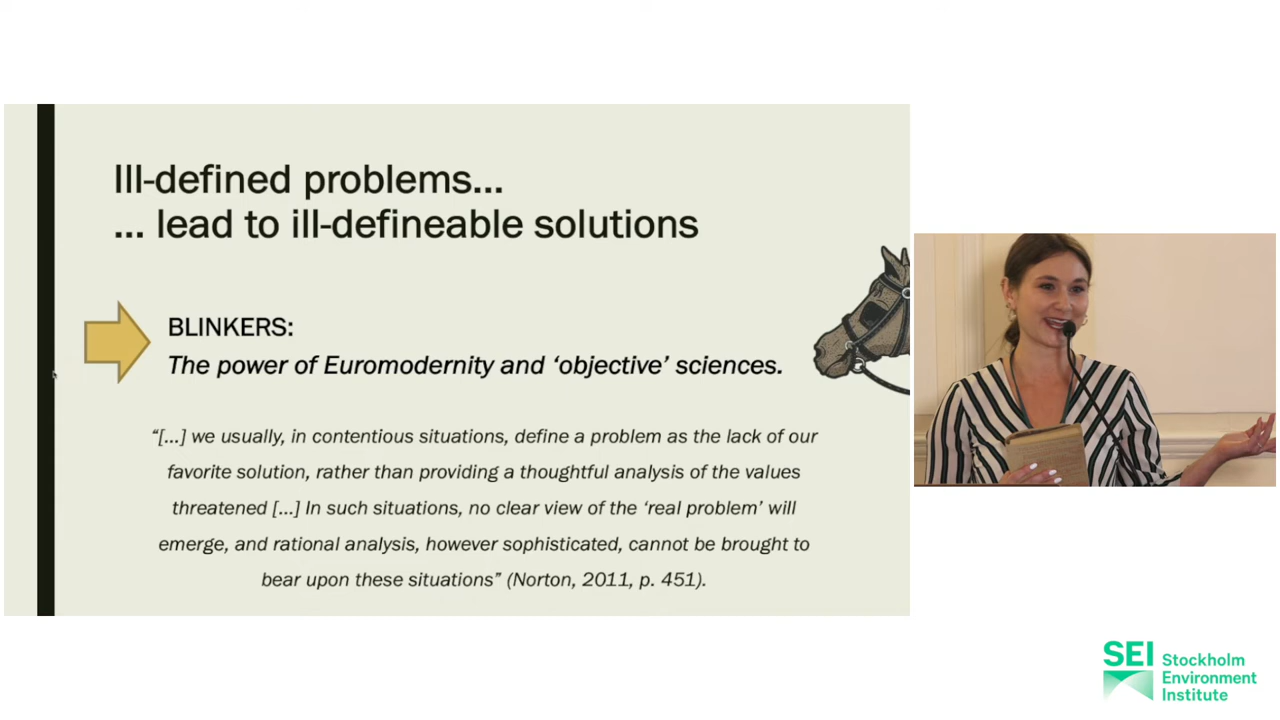 Ill-defined problems...
... lead to ill-defineable solutions
BLINKERS:
The power of Euromodernity and ‘objective’ sciences.
“[...] we usually, in contentious situations, define a problem as the lack of our
favorite solution, rather than providing a thoughtful analysis of the values
threatened [...] In such situations, no clear view of the ‘real problem’ will
emerge, and rational analysis, however sophisticated, cannot be brought to
bear upon these situations” (Norton, 2011, p. 451).
SEI Stockholm
Environment
Institute